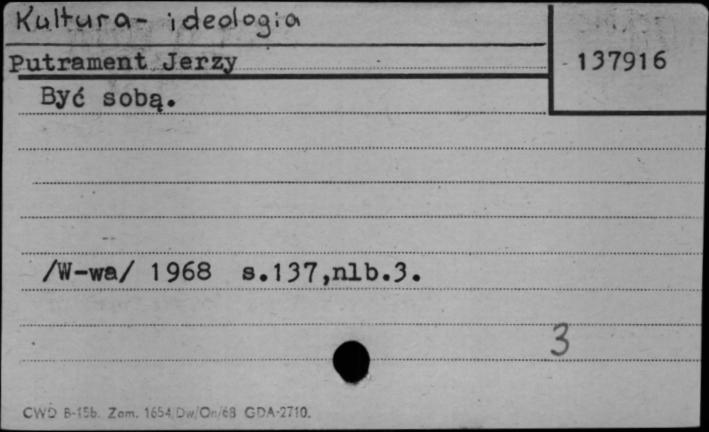 Kultura - ideologia
Putrament Jerzy
137916
Być sobą.
/W-wa/ 1968 s.137,nlb.3.
3
CWD B-15b. Zam. 1654/Dw/On/68 GDA-2710.